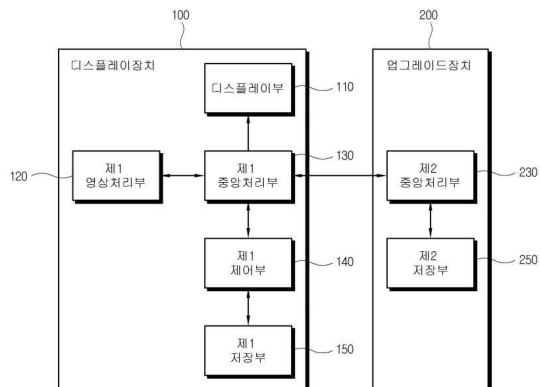 100
200
디스플레이장치
업그레이드장치
디스플레이부
110
120
제1
영상처리부
제1
중앙처리부
130
제2
중앙처리부
230
제1
제어부
140
제2
저장부
250
제1
저장부
150